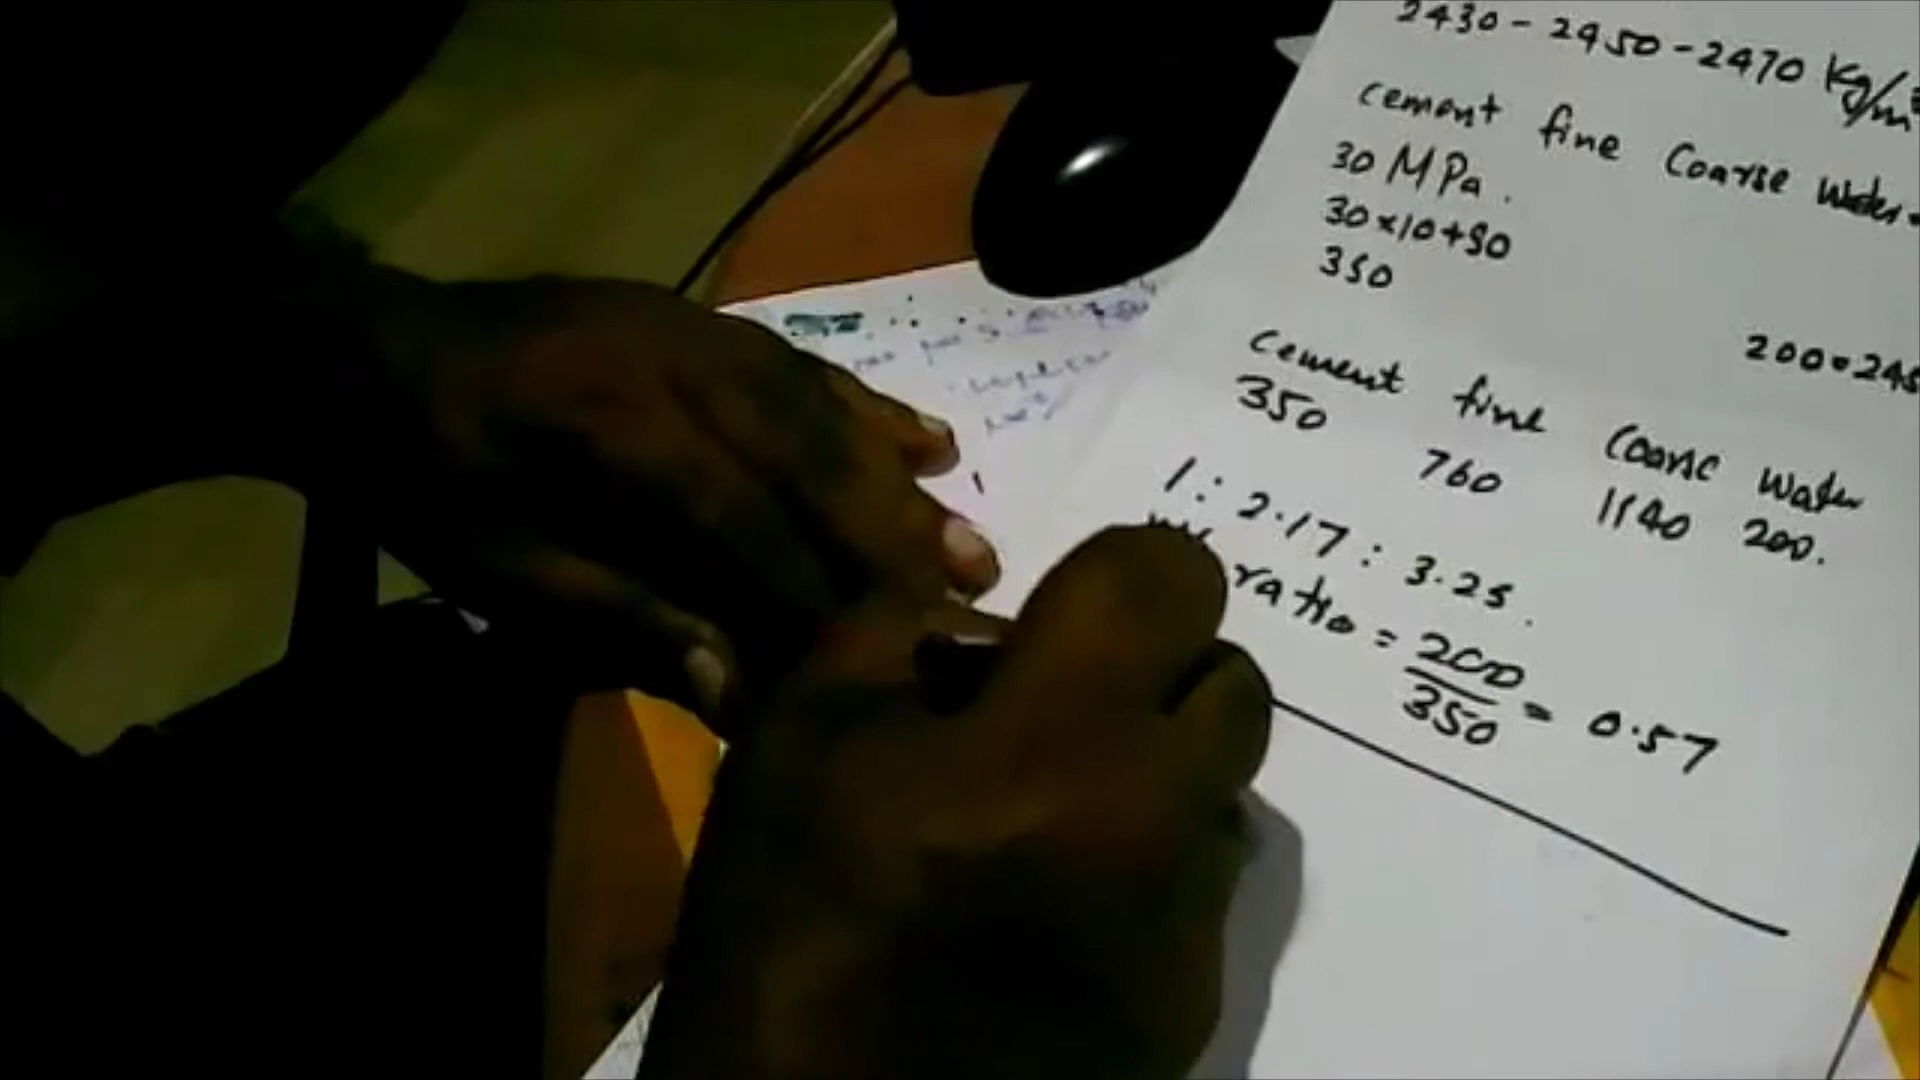 2430 - 2450 - 2470 Kg/m³
cement fine Coarse Water
30 MPa.
30×10+50
350
200
cement fine Coarse Water
350 760 1140 200.
1 : 2.17 : 3.25.
ratio = 200/350 = 0.57